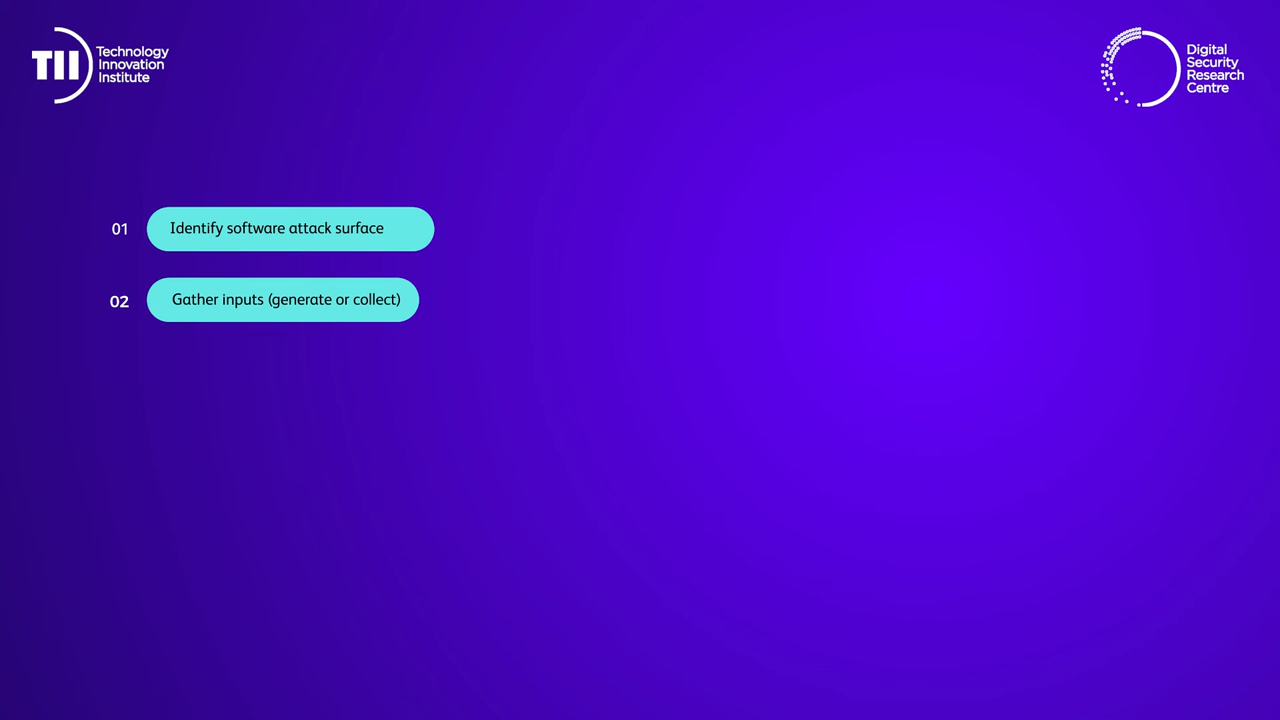 TII
Technology
Innovation
Institute
Digital
Security
Research
Centre
01
Identify software attack surface
02
Gather inputs (generate or collect)